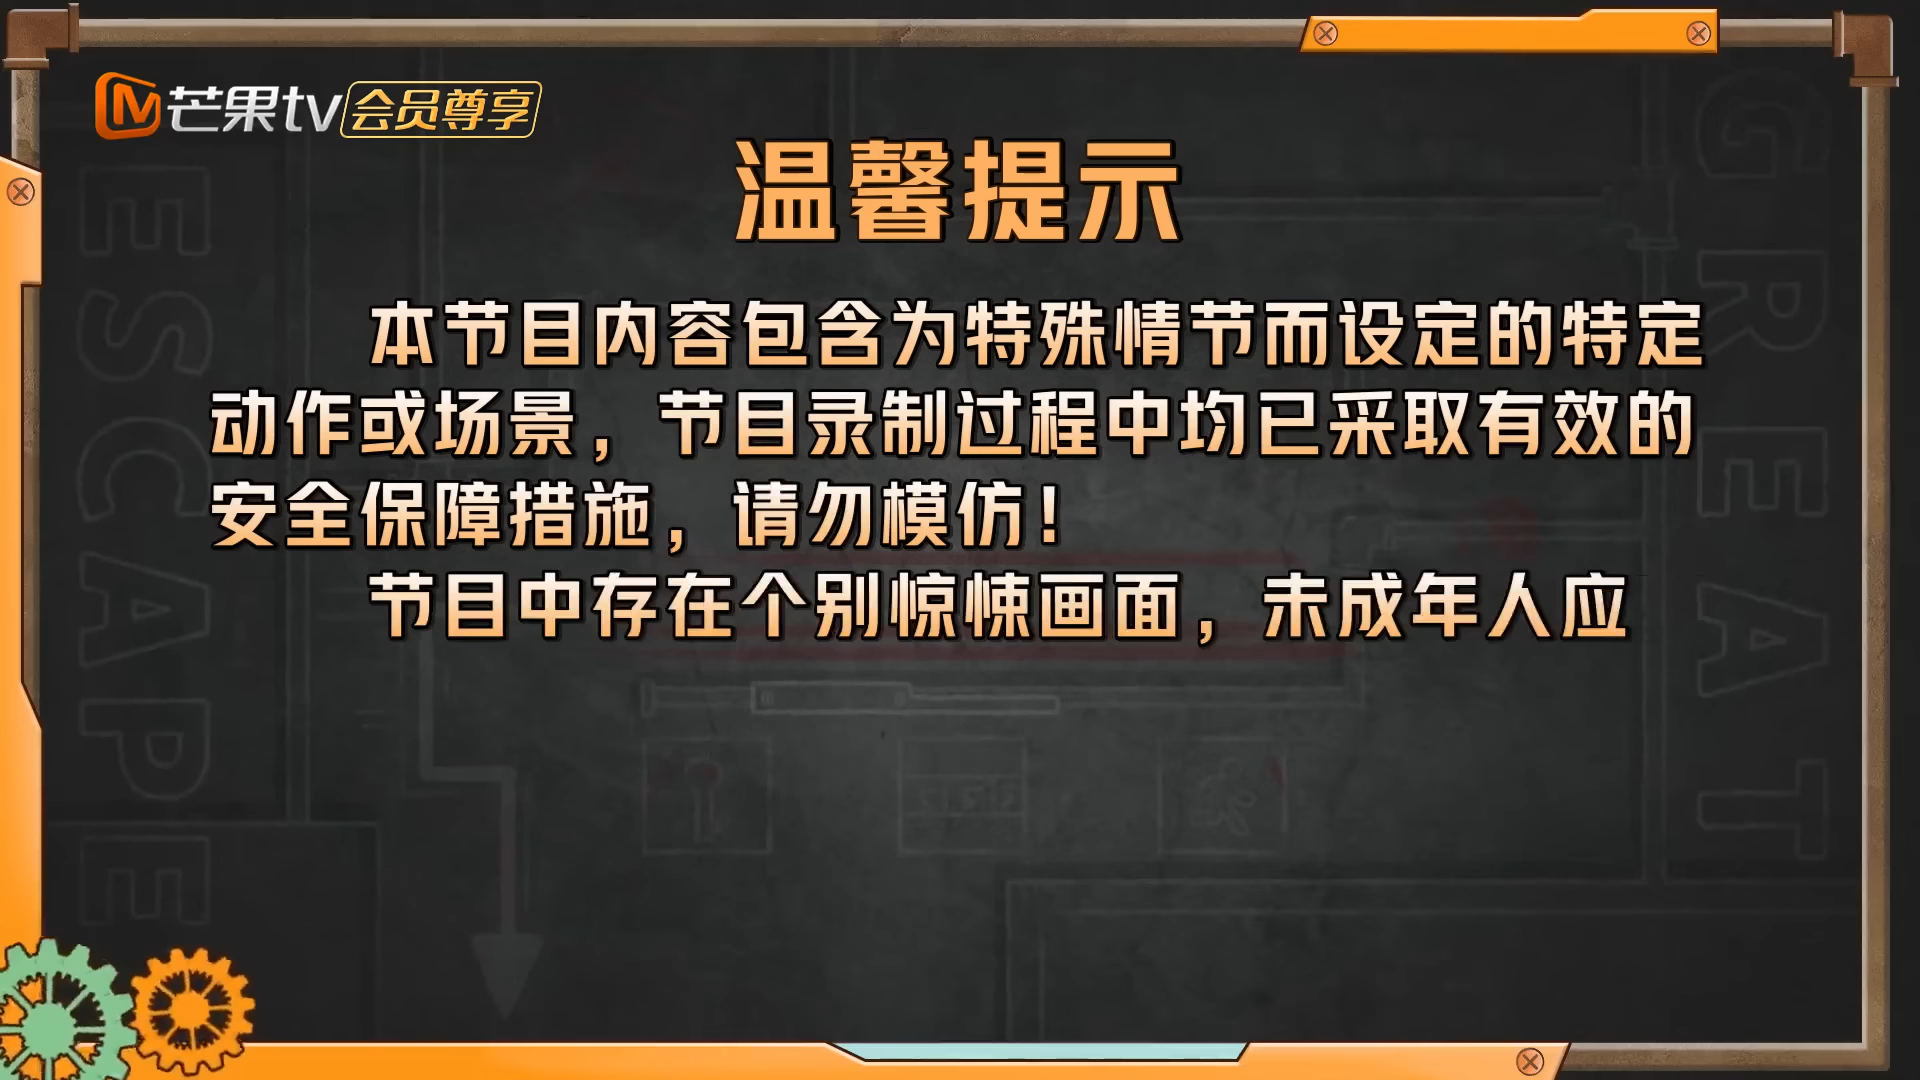 芒果tv会员尊享
温馨提示
本节目内容包含为特殊情节而设定的特定
动作或场景，节目录制过程中均已采取有效的
安全保障措施，请勿模仿！
节目中存在个别惊悚画面，未成年人应
ESCAPE
GREAT